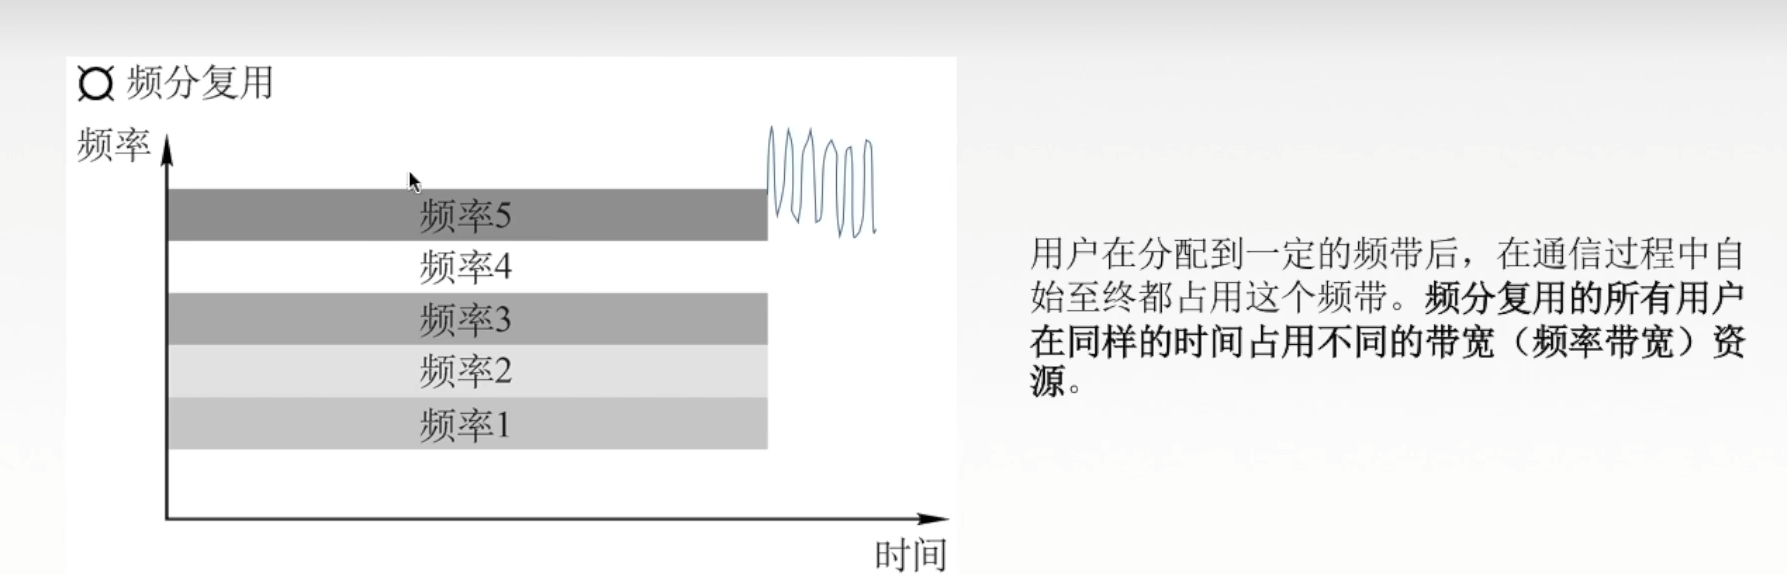 频分复用
频率
频率5
频率4
频率3
频率2
频率1
时间
用户在分配到一定的频带后，在通信过程中自
始至终都占用这个频带。频分复用的所有用户
在同样的时间占用不同的带宽（频率带宽）资
源。